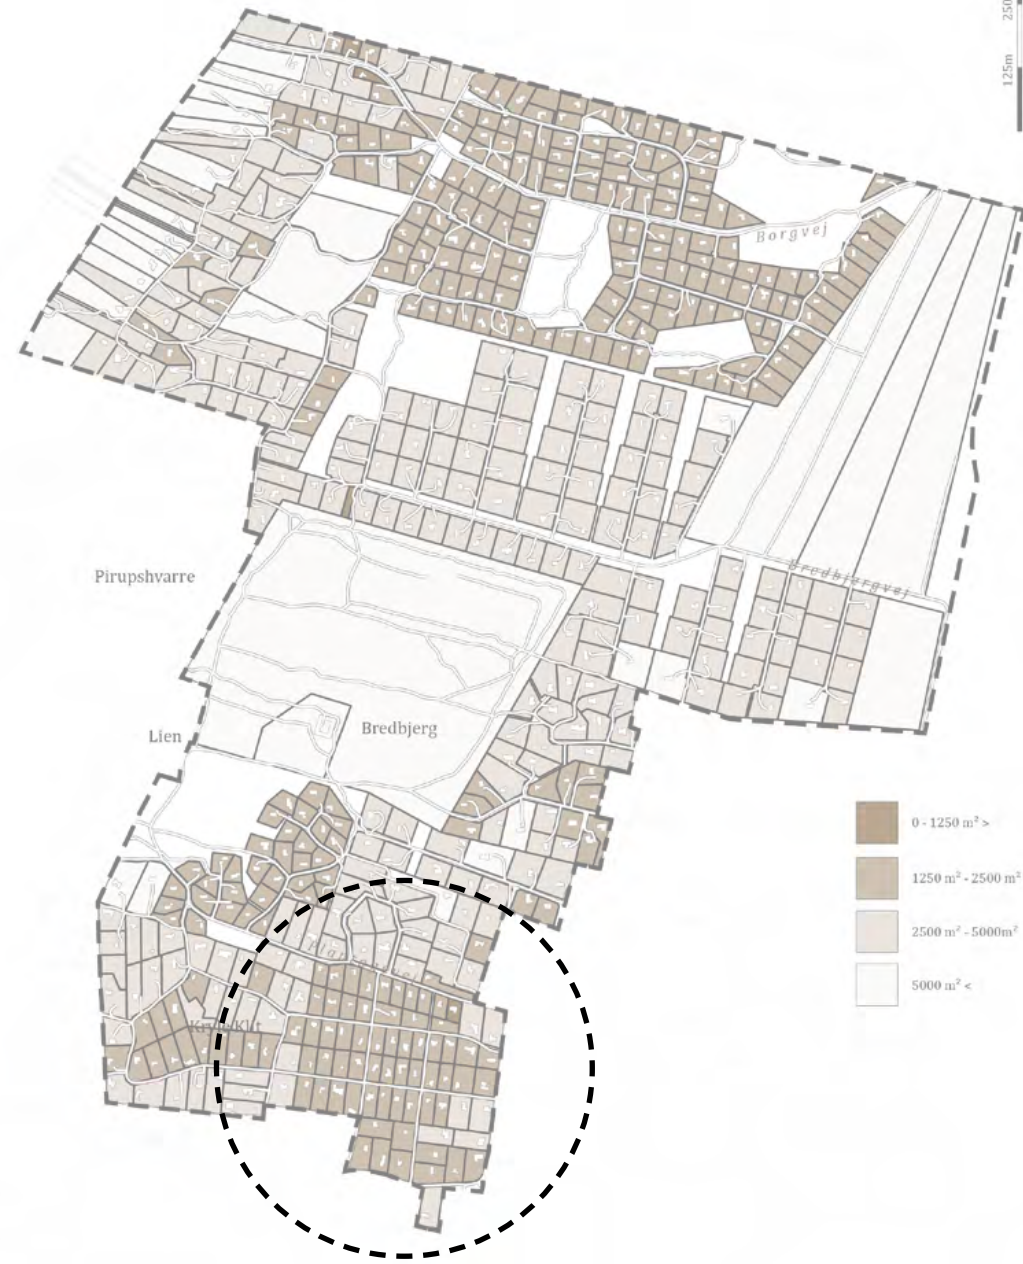 250
125m
Borgvej
Bredbjergvej
Pirupshvarre
Bredbjerg
Lien
0 - 1250 m² >
1250 m² - 2500 m²
2500 m² - 5000m²
5000 m² <
Klit